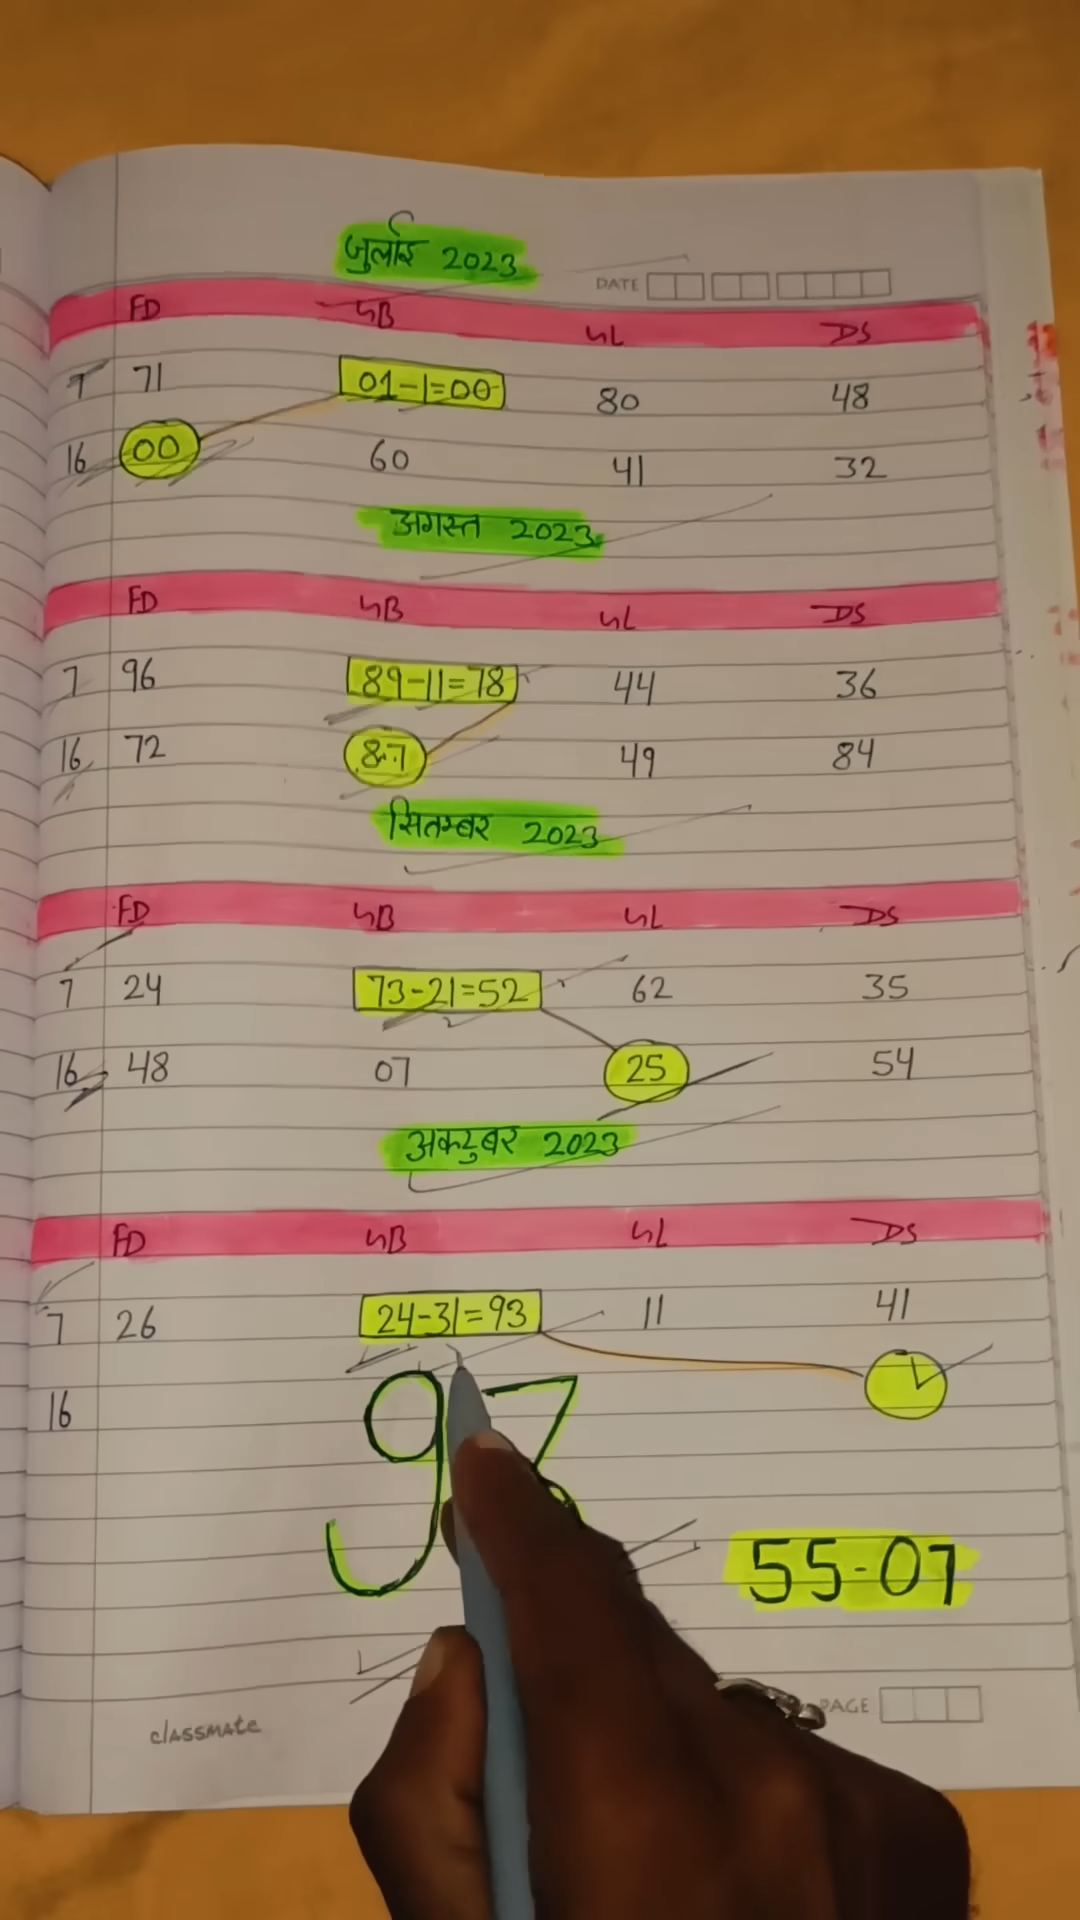 जुलाई 2023
DATE
FD GB GL DS
7 71 01-1=00 80 48
16 00 60 41 32
अगस्त 2023
FD GB GL DS
7 96 89-11=78 44 36
16 72 87 49 84
सितम्बर 2023
FD GB GL DS
7 24 73-21=52 62 35
16 48 07 25 54
अक्टुबर 2023
FD GB GL DS
7 26 24-31=93 11 41
16
93
55-07
classmate PAGE